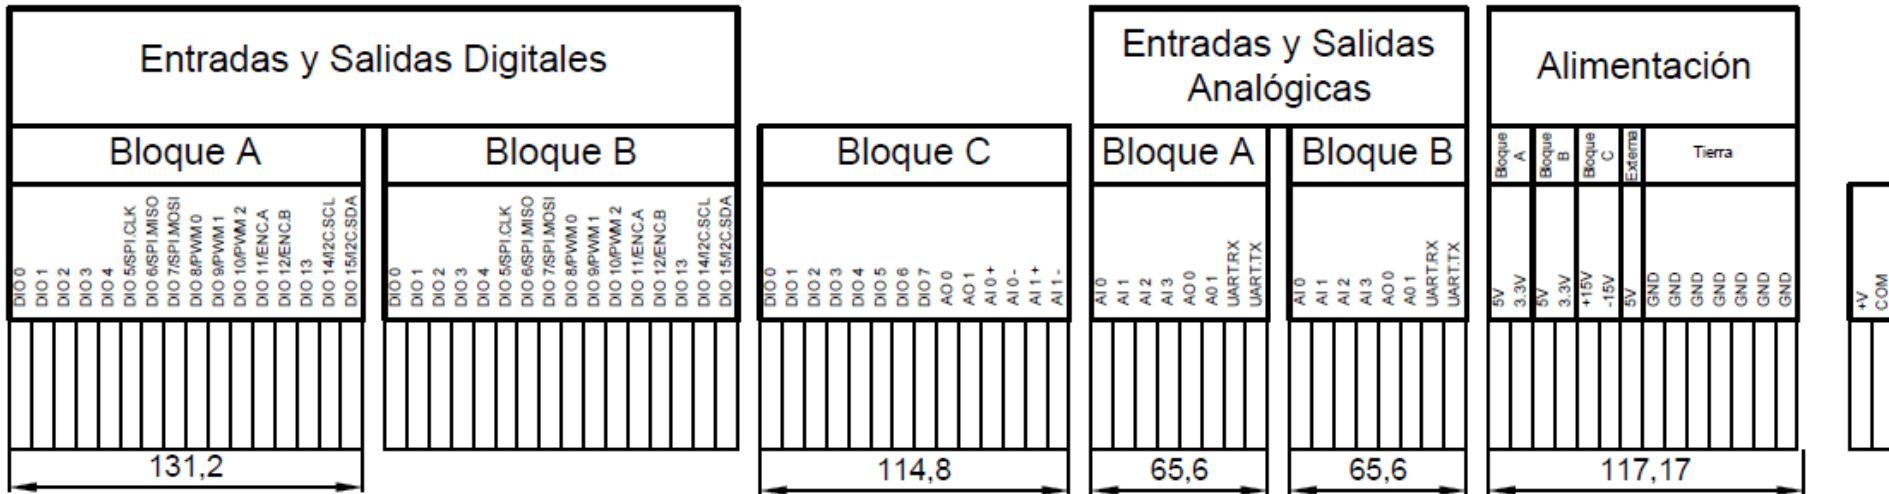 Entradas y Salidas Digitales
Bloque A
Bloque B
DIO 0
DIO 1
DIO 2
DIO 3
DIO 4
DIO 5/SPI.CLK
DIO 6/SPI.MISO
DIO 7/SPI.MOSI
DIO 8/PWM 0
DIO 9/PWM 1
DIO 10/PWM 2
DIO 11/ENC.A
DIO 12/ENC.B
DIO 13
DIO 14/I2C.SCL
DIO 15/I2C.SDA
DIO 0
DIO 1
DIO 2
DIO 3
DIO 4
DIO 5/SPI.CLK
DIO 6/SPI.MISO
DIO 7/SPI.MOSI
DIO 8/PWM 0
DIO 9/PWM 1
DIO 10/PWM 2
DIO 11/ENC.A
DIO 12/ENC.B
DIO 13
DIO 14/I2C.SCL
DIO 15/I2C.SDA
131,2
Bloque C
DIO 0
DIO 1
DIO 2
DIO 3
DIO 4
DIO 5
DIO 6
DIO 7
AO 0
AO 1
AI 0 +
AI 0 -
AI 1 +
AI 1 -
114,8
Entradas y Salidas
Analógicas
Bloque A
Bloque B
AI 0
AI 1
AI 2
AI 3
AO 0
A0 1
UART.RX
UART.TX
AI 0
AI 1
AI 2
AI 3
AO 0
A0 1
UART.RX
UART.TX
65,6
65,6
Alimentación
Bloque
A
Bloque
B
Bloque
C
Externa
Tierra
5V
3.3V
5V
3.3V
+15V
-15V
5V
GND
GND
GND
GND
GND
GND
GND
117,17
+V
COM